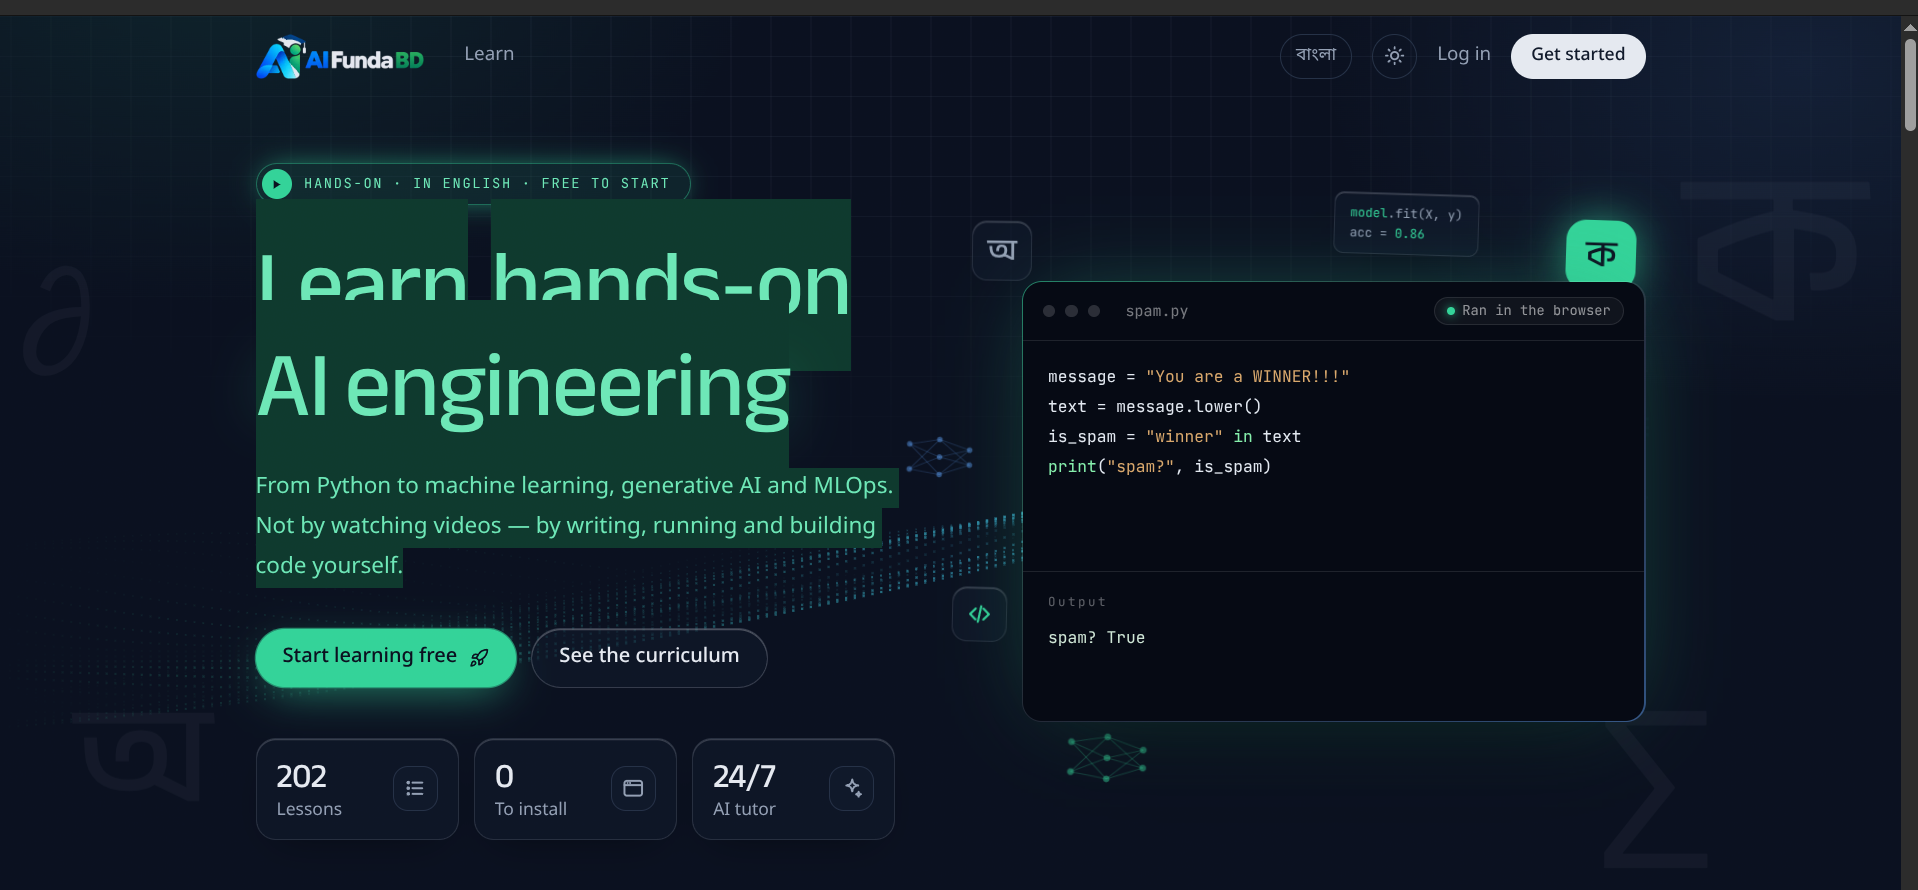 AI Funda BD
Learn
বাংলা
Log in
Get started
HANDS-ON · IN ENGLISH · FREE TO START
Learn hands-on
AI engineering
From Python to machine learning, generative AI and MLOps.
Not by watching videos — by writing, running and building
code yourself.
Start learning free
See the curriculum
202
Lessons
0
To install
24/7
AI tutor
অ
model.fit(X, y)
acc = 0.86
ক
spam.py
Ran in the browser
message = "You are a WINNER!!!"
text = message.lower()
is_spam = "winner" in text
print("spam?", is_spam)
Output
spam? True
</>
∂
ক
অ
Σ